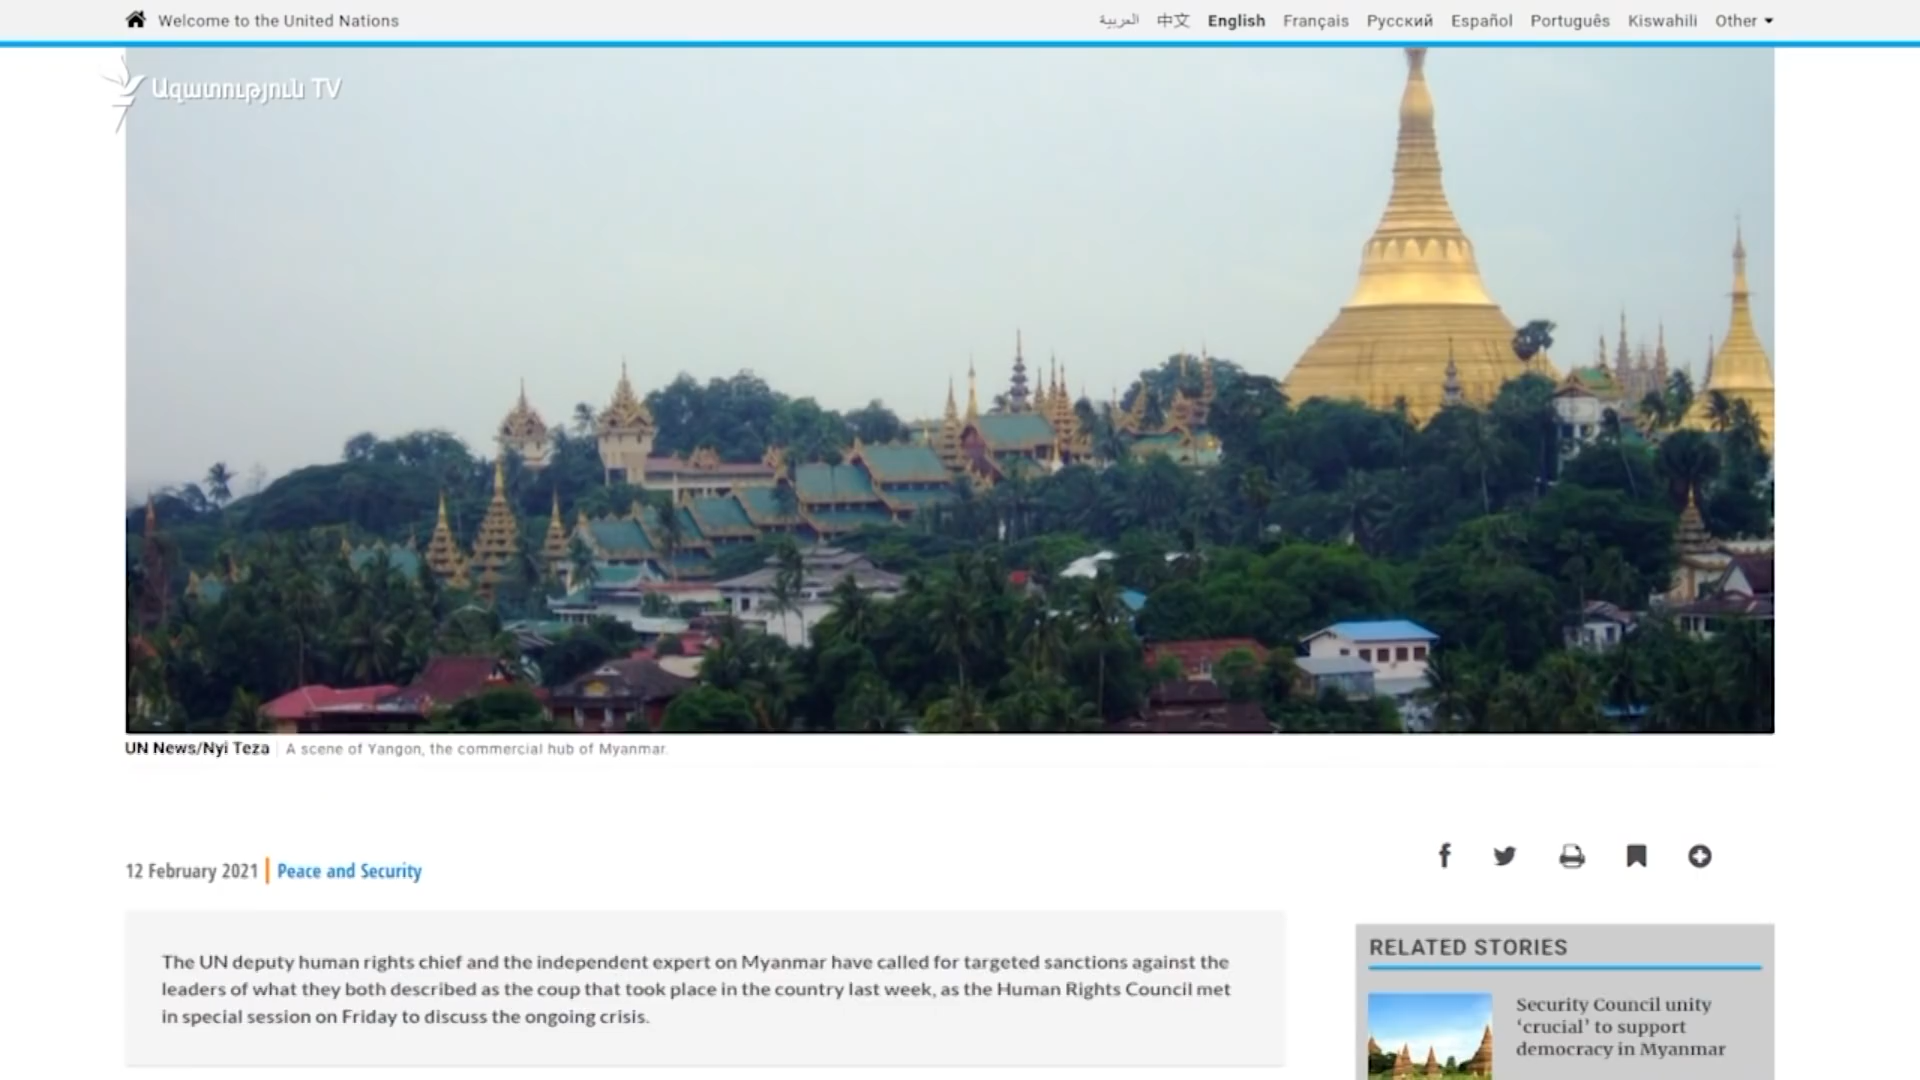 Welcome to the United Nations
العربية 中文 English Français Русский Español Português Kiswahili Other
Ազատություն TV
UN News/Nyi Teza A scene of Yangon, the commercial hub of Myanmar.
12 February 2021 Peace and Security
The UN deputy human rights chief and the independent expert on Myanmar have called for targeted sanctions against the
leaders of what they both described as the coup that took place in the country last week, as the Human Rights Council met
in special session on Friday to discuss the ongoing crisis.
RELATED STORIES
Security Council unity
‘crucial’ to support
democracy in Myanmar